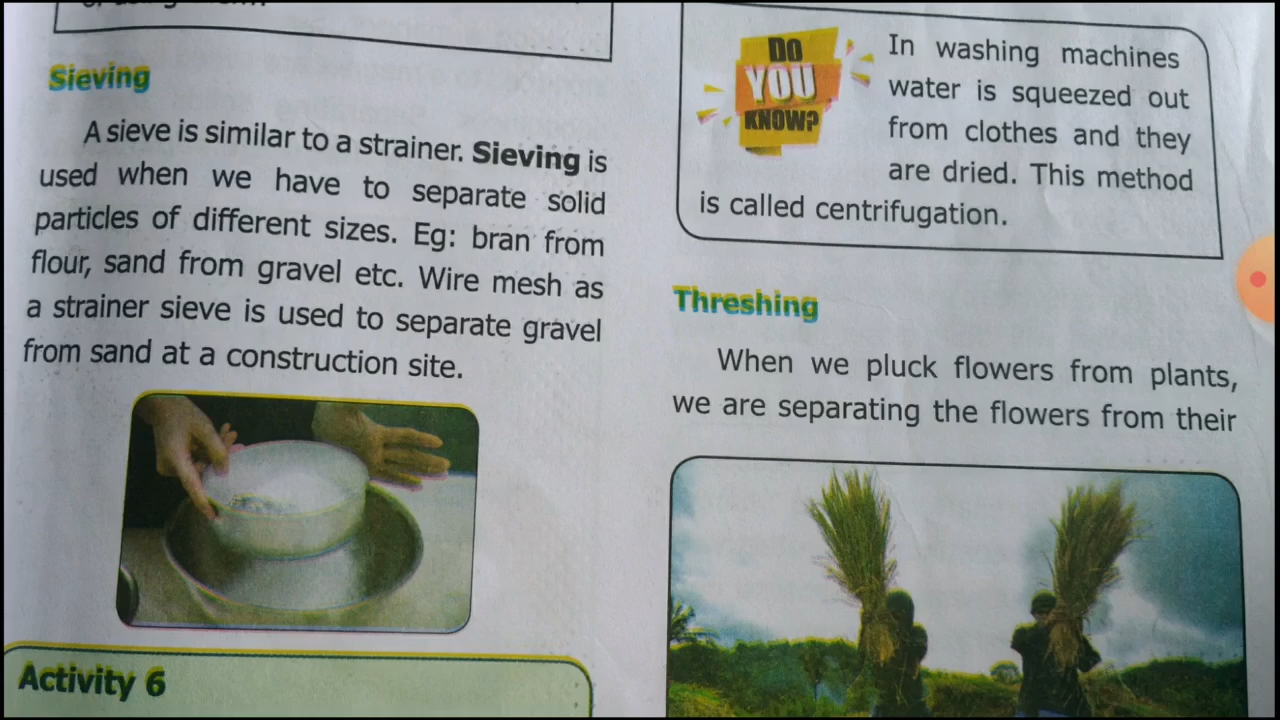 Sieving
A sieve is similar to a strainer. Sieving is
used when we have to separate solid
particles of different sizes. Eg: bran from
flour, sand from gravel etc. Wire mesh as
a strainer sieve is used to separate gravel
from sand at a construction site.
Activity 6
DO
YOU
KNOW?
In washing machines
water is squeezed out
from clothes and they
are dried. This method
is called centrifugation.
Threshing
When we pluck flowers from plants,
we are separating the flowers from their